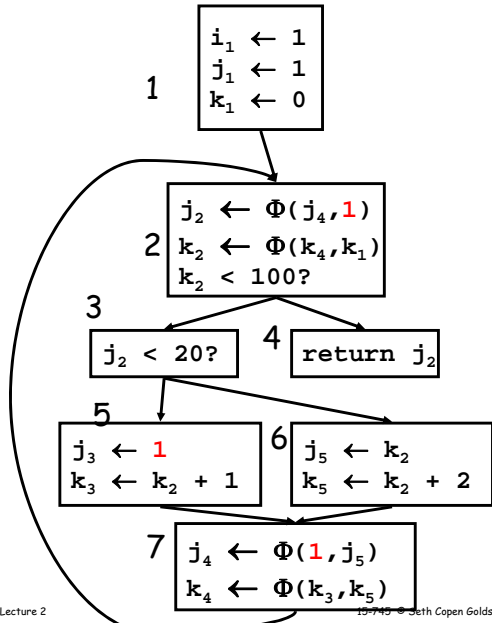 1
i₁ ← 1
j₁ ← 1
k₁ ← 0
2
j₂ ← Φ(j₄,1)
k₂ ← Φ(k₄,k₁)
k₂ < 100?
3
j₂ < 20?
4
return j₂
5
j₃ ← 1
k₃ ← k₂ + 1
6
j₅ ← k₂
k₅ ← k₂ + 2
7
j₄ ← Φ(1,j₅)
k₄ ← Φ(k₃,k₅)
Lecture 2
15-745 © Seth Copen Golds